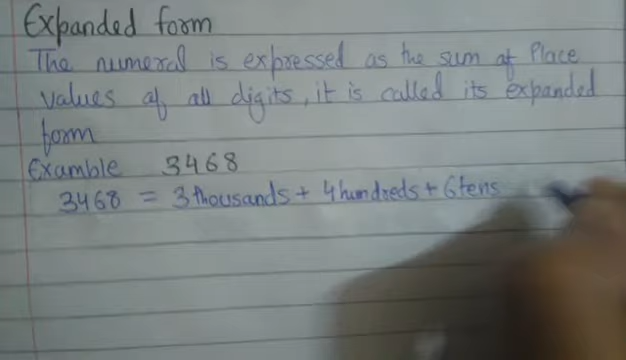 Expanded form
The numeral is expressed as the sum of Place
values of all digits, it is called its expanded
form
Examble 3468
3468 = 3 thousands + 4 hundreds + 6 tens